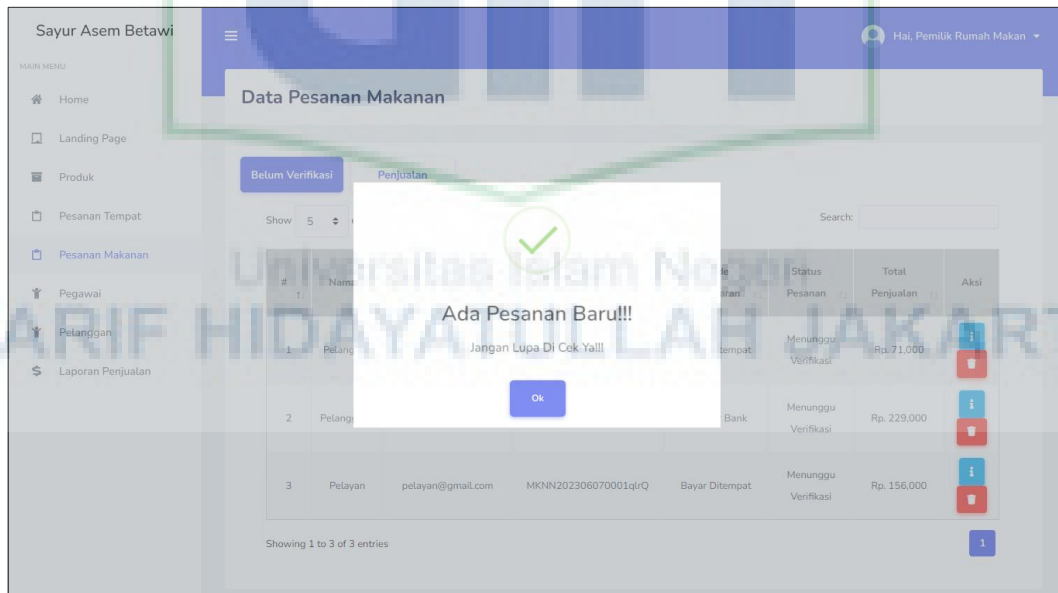 Sayur Asem Betawi
Hai, Pemilik Rumah Makan
MAIN MENU
Home
Landing Page
Produk
Pesanan Tempat
Pesanan Makanan
Pegawai
Pelanggan
Laporan Penjualan
Data Pesanan Makanan
Belum Verifikasi Penjualan
Show 5
Search:
# Status Pesanan Total Penjualan Aksi
Ada Pesanan Baru!!!
Jangan Lupa Di Cek Ya!!!
Ok
1 Menunggu Verifikasi Rp. 71,000
2 Bank Menunggu Verifikasi Rp. 229,000
3 Pelayan pelayan@gmail.com MKNN202306070001qlrQ Bayar Ditempat Menunggu Verifikasi Rp. 156,000
Showing 1 to 3 of 3 entries
1
Universitas Islam Negeri
ARIF HIDAYATULLAH JAKART